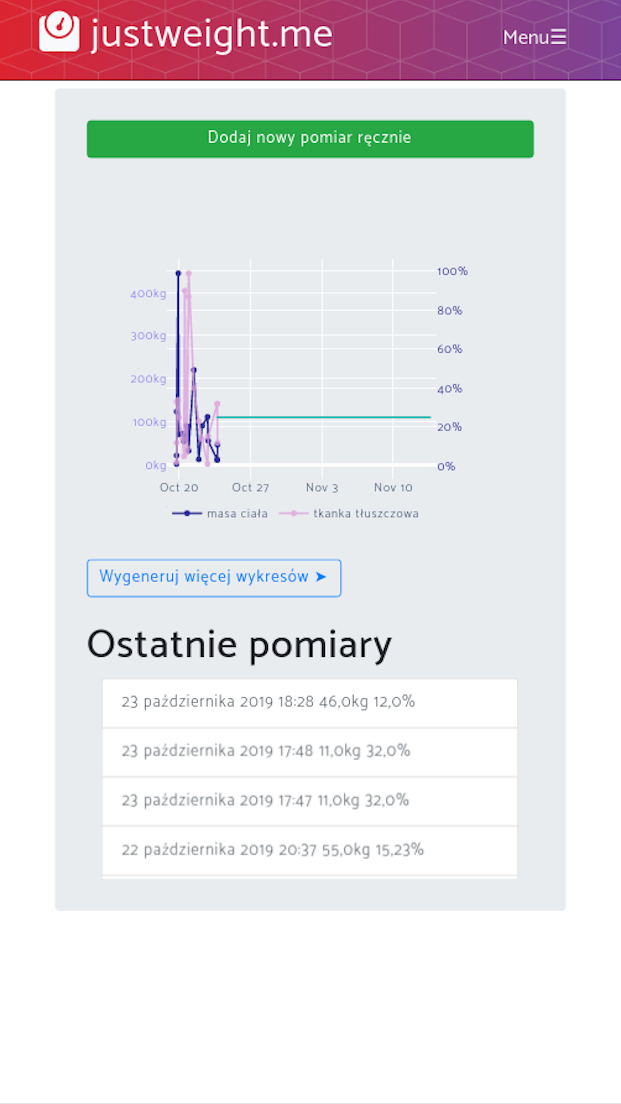 justweight.me
Menu☰
Dodaj nowy pomiar ręcznie
100%
400kg
80%
300kg
60%
200kg
40%
100kg
20%
0kg
0%
Oct 20 Oct 27 Nov 3 Nov 10
masa ciała tkanka tłuszczowa
Wygeneruj więcej wykresów ➤
Ostatnie pomiary
23 października 2019 18:28 46,0kg 12,0%
23 października 2019 17:48 11,0kg 32,0%
23 października 2019 17:47 11,0kg 32,0%
22 października 2019 20:37 55,0kg 15,23%